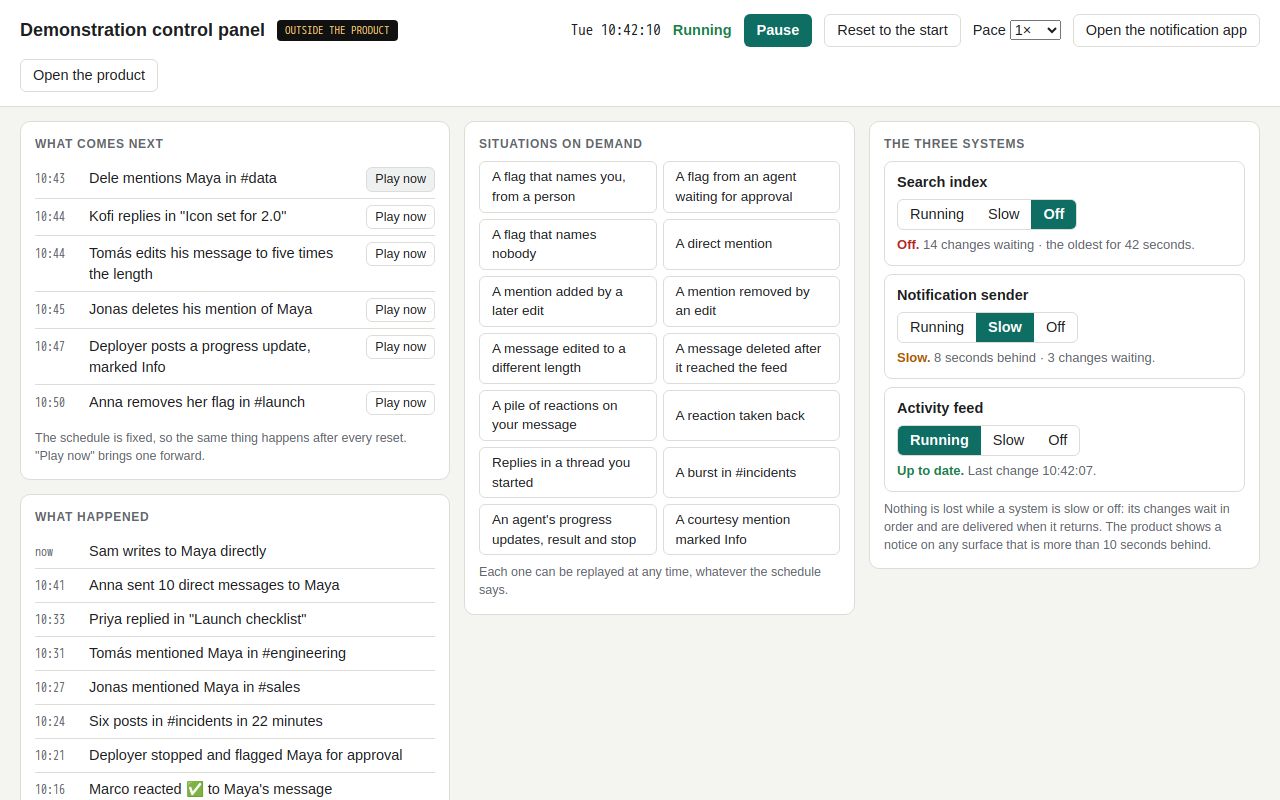 Demonstration control panel
OUTSIDE THE PRODUCT
Tue 10:42:10
Running
Pause
Reset to the start
Pace 1×
Open the notification app
Open the product
WHAT COMES NEXT
10:43 Dele mentions Maya in #data Play now
10:44 Kofi replies in "Icon set for 2.0" Play now
10:44 Tomás edits his message to five times Play now
the length
10:45 Jonas deletes his mention of Maya Play now
10:47 Deployer posts a progress update, Play now
marked Info
10:50 Anna removes her flag in #launch Play now
The schedule is fixed, so the same thing happens after every reset.
"Play now" brings one forward.
WHAT HAPPENED
now Sam writes to Maya directly
10:41 Anna sent 10 direct messages to Maya
10:33 Priya replied in "Launch checklist"
10:31 Tomás mentioned Maya in #engineering
10:27 Jonas mentioned Maya in #sales
10:24 Six posts in #incidents in 22 minutes
10:21 Deployer stopped and flagged Maya for approval
10:16 Marco reacted ✅ to Maya's message
SITUATIONS ON DEMAND
A flag that names you,
from a person
A flag from an agent
waiting for approval
A flag that names
nobody
A direct mention
A mention added by a
later edit
A mention removed by
an edit
A message edited to a
different length
A message deleted after
it reached the feed
A pile of reactions on
your message
A reaction taken back
Replies in a thread you
started
A burst in #incidents
An agent's progress
updates, result and stop
A courtesy mention
marked Info
Each one can be replayed at any time, whatever the schedule
says.
THE THREE SYSTEMS
Search index
Running Slow Off
Off. 14 changes waiting · the oldest for 42 seconds.
Notification sender
Running Slow Off
Slow. 8 seconds behind · 3 changes waiting.
Activity feed
Running Slow Off
Up to date. Last change 10:42:07.
Nothing is lost while a system is slow or off: its changes wait in
order and are delivered when it returns. The product shows a
notice on any surface that is more than 10 seconds behind.